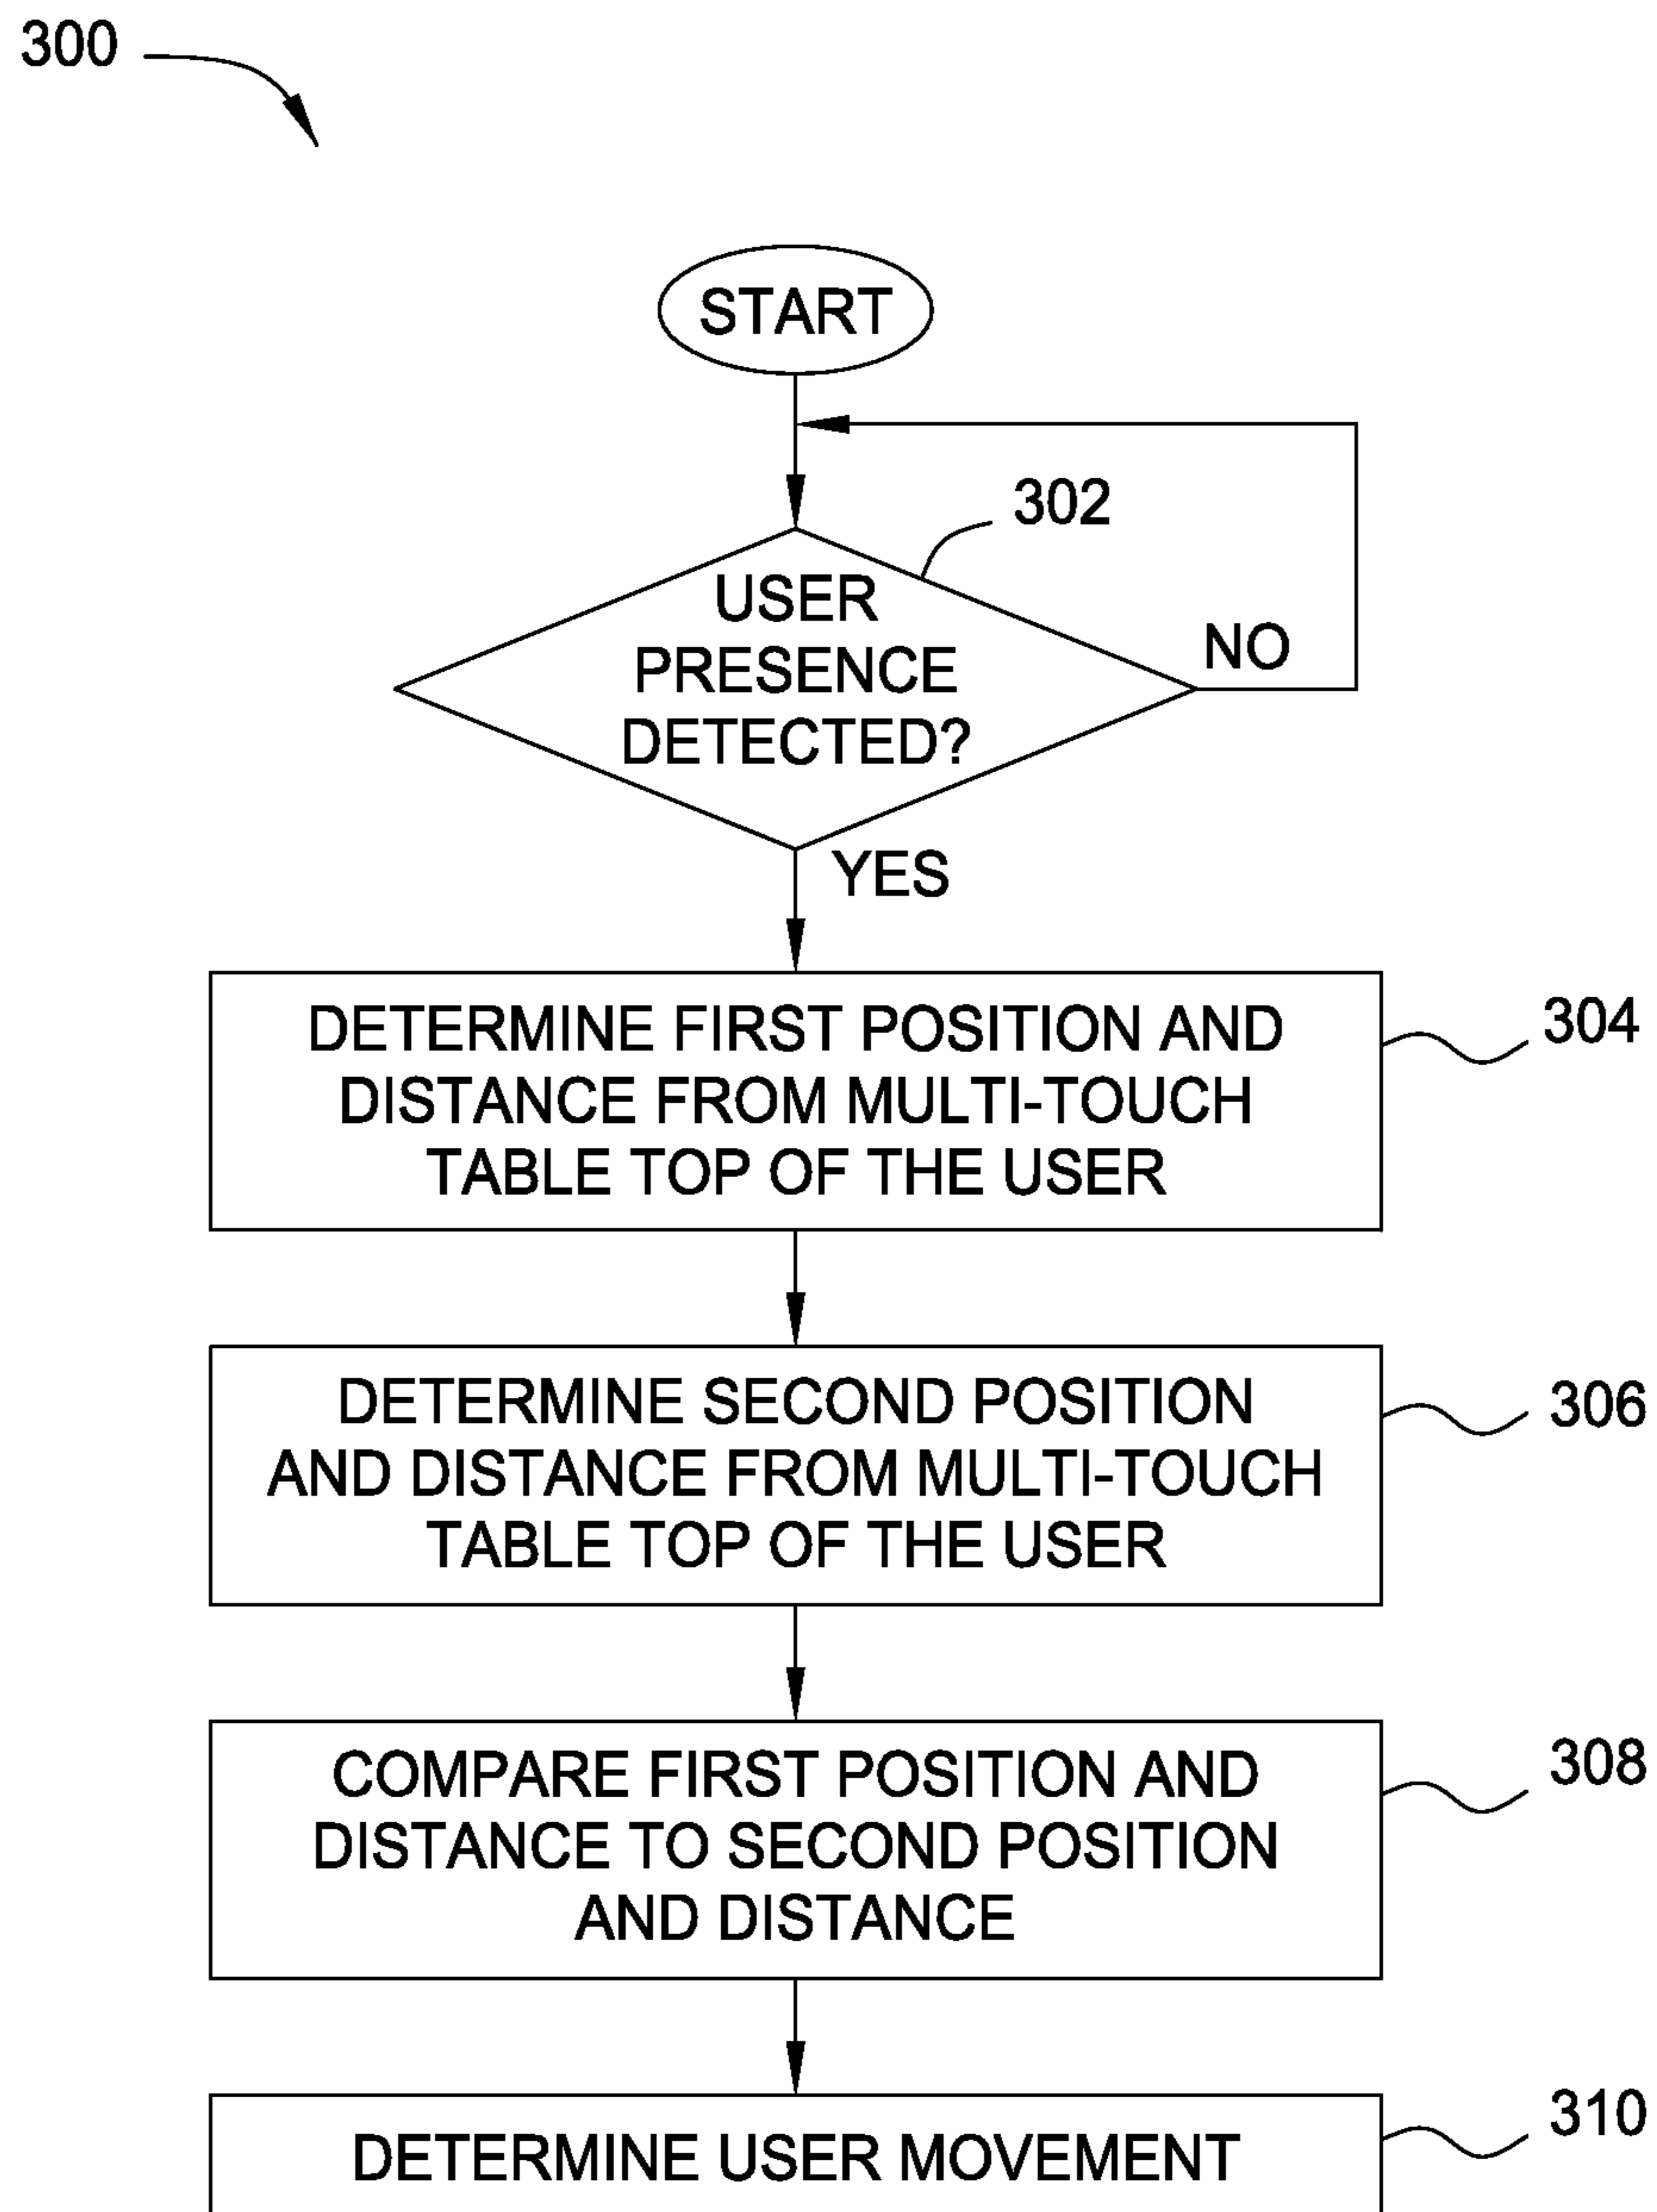 300
START
302
USER
PRESENCE
DETECTED?
NO
YES
DETERMINE FIRST POSITION AND
DISTANCE FROM MULTI-TOUCH
TABLE TOP OF THE USER
304
DETERMINE SECOND POSITION
AND DISTANCE FROM MULTI-TOUCH
TABLE TOP OF THE USER
306
COMPARE FIRST POSITION AND
DISTANCE TO SECOND POSITION
AND DISTANCE
308
DETERMINE USER MOVEMENT
310